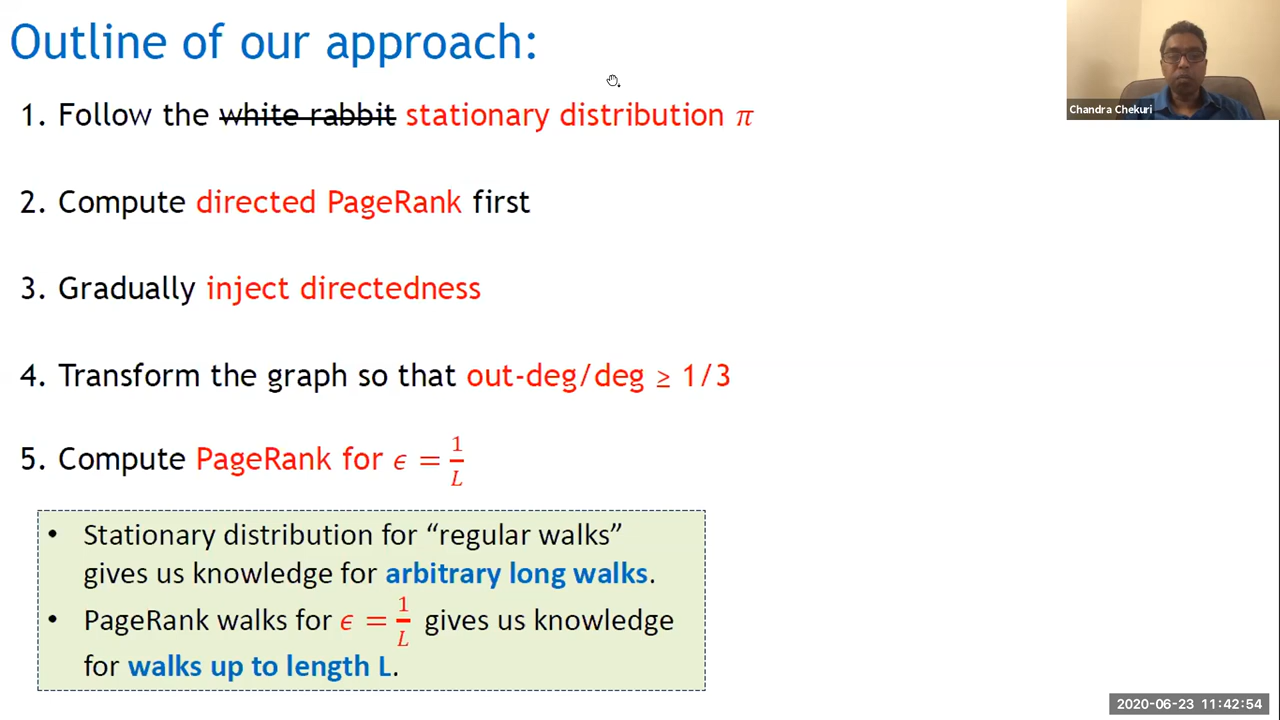 Outline of our approach:
Chandra Chekuri
1. Follow the white rabbit stationary distribution π
2. Compute directed PageRank first
3. Gradually inject directedness
4. Transform the graph so that out-deg/deg ≥ 1/3
5. Compute PageRank for ϵ = 1/L
• Stationary distribution for “regular walks”
gives us knowledge for arbitrary long walks.
• PageRank walks for ϵ = 1/L gives us knowledge
for walks up to length L.
2020-06-23 11:42:54